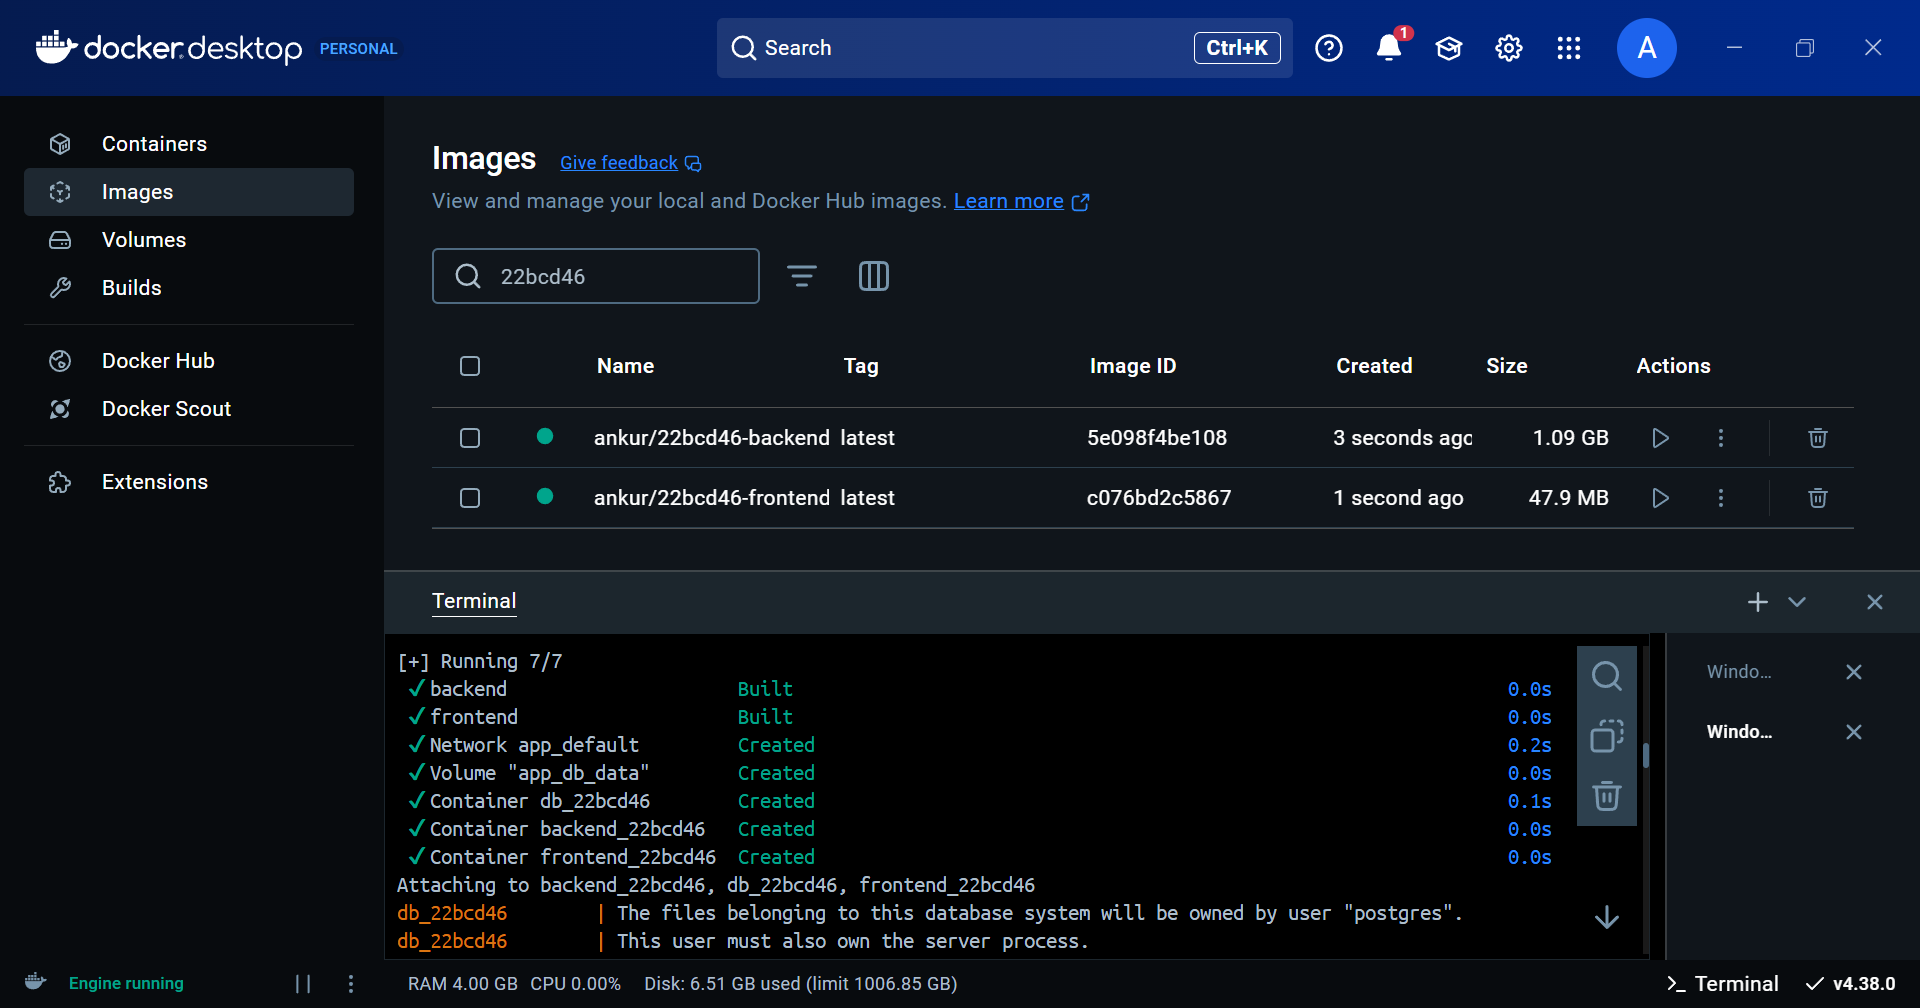 docker desktop PERSONAL
Search
Ctrl+K
1
A
Containers
Images
Volumes
Builds
Docker Hub
Docker Scout
Extensions
Images Give feedback
View and manage your local and Docker Hub images. Learn more
22bcd46
Name Tag Image ID Created Size Actions
ankur/22bcd46-backend latest 5e098f4be108 3 seconds ago 1.09 GB
ankur/22bcd46-frontend latest c076bd2c5867 1 second ago 47.9 MB
Terminal
[+] Running 7/7
✓backend Built 0.0s
✓frontend Built 0.0s
✓Network app_default Created 0.2s
✓Volume "app_db_data" Created 0.0s
✓Container db_22bcd46 Created 0.1s
✓Container backend_22bcd46 Created 0.0s
✓Container frontend_22bcd46 Created 0.0s
Attaching to backend_22bcd46, db_22bcd46, frontend_22bcd46
db_22bcd46 | The files belonging to this database system will be owned by user "postgres".
db_22bcd46 | This user must also own the server process.
Windo...
Windo...
Engine running
RAM 4.00 GB CPU 0.00% Disk: 6.51 GB used (limit 1006.85 GB)
>_ Terminal
✓ v4.38.0